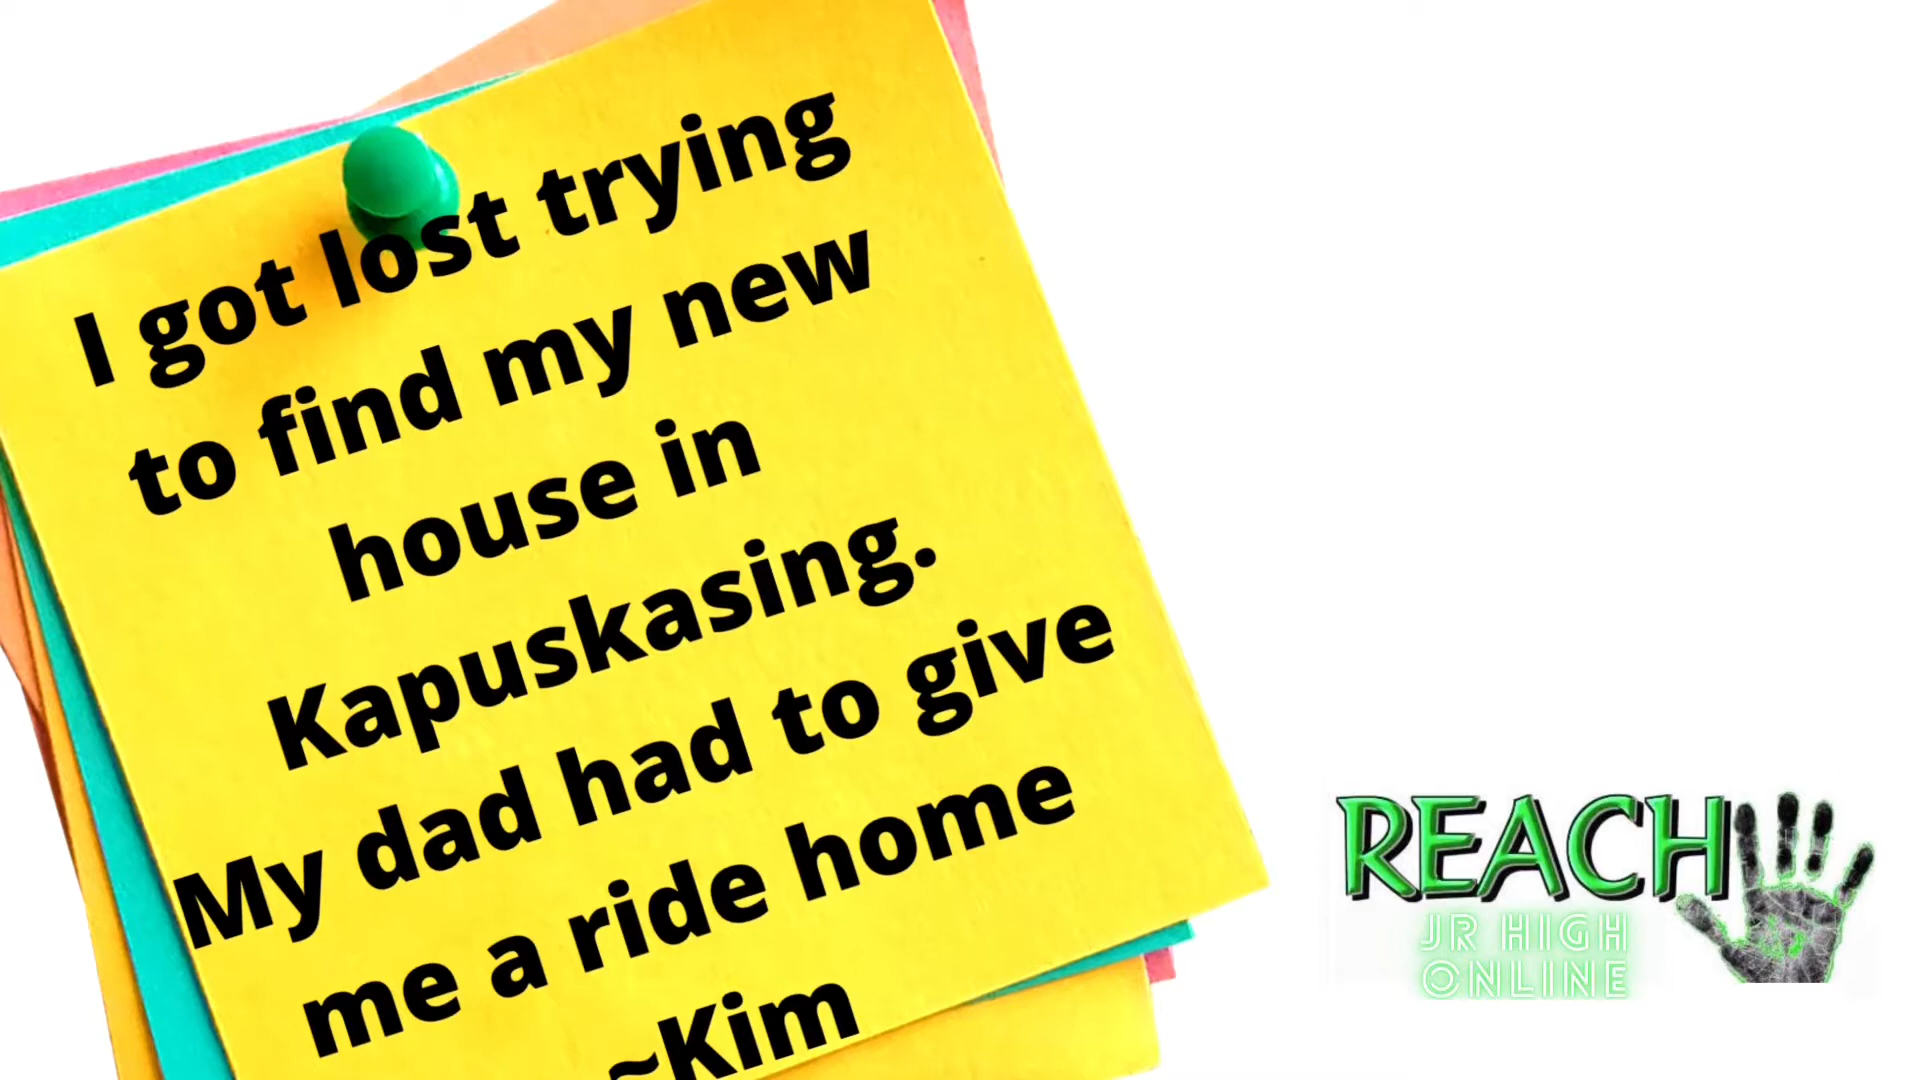 I got lost trying
to find my new
house in
Kapuskasing.
My dad had to give
me a ride home
~Kim
REACH
JR HIGH
ONLINE